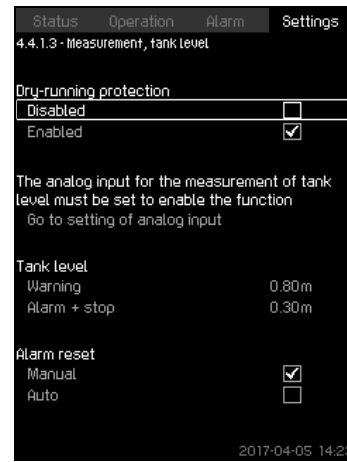 Status Operation Alarm Settings
4.4.1.3 - Measurement, tank level
Dry-running protection
Disabled
Enabled
The analog input for the measurement of tank
level must be set to enable the function
Go to setting of analog input
Tank level
Warning 0.80m
Alarm + stop 0.30m
Alarm reset
Manual
Auto
2017-04-05 14:2